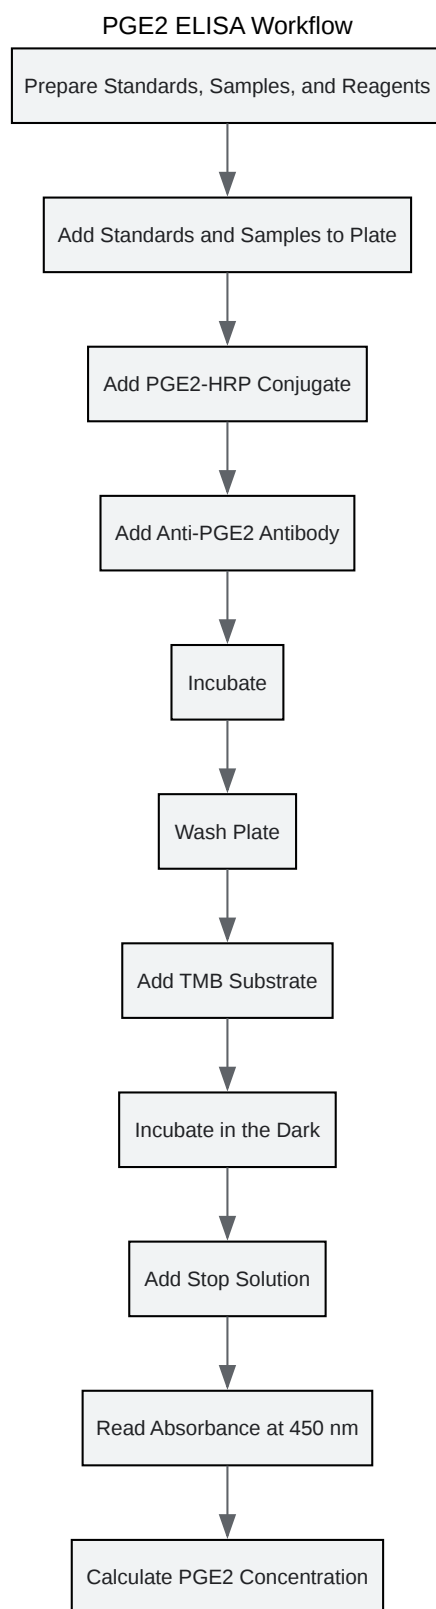 PGE2 ELISA Workflow
Prepare Standards, Samples, and Reagents
Add Standards and Samples to Plate
Add PGE2-HRP Conjugate
Add Anti-PGE2 Antibody
Incubate
Wash Plate
Add TMB Substrate
Incubate in the Dark
Add Stop Solution
Read Absorbance at 450 nm
Calculate PGE2 Concentration